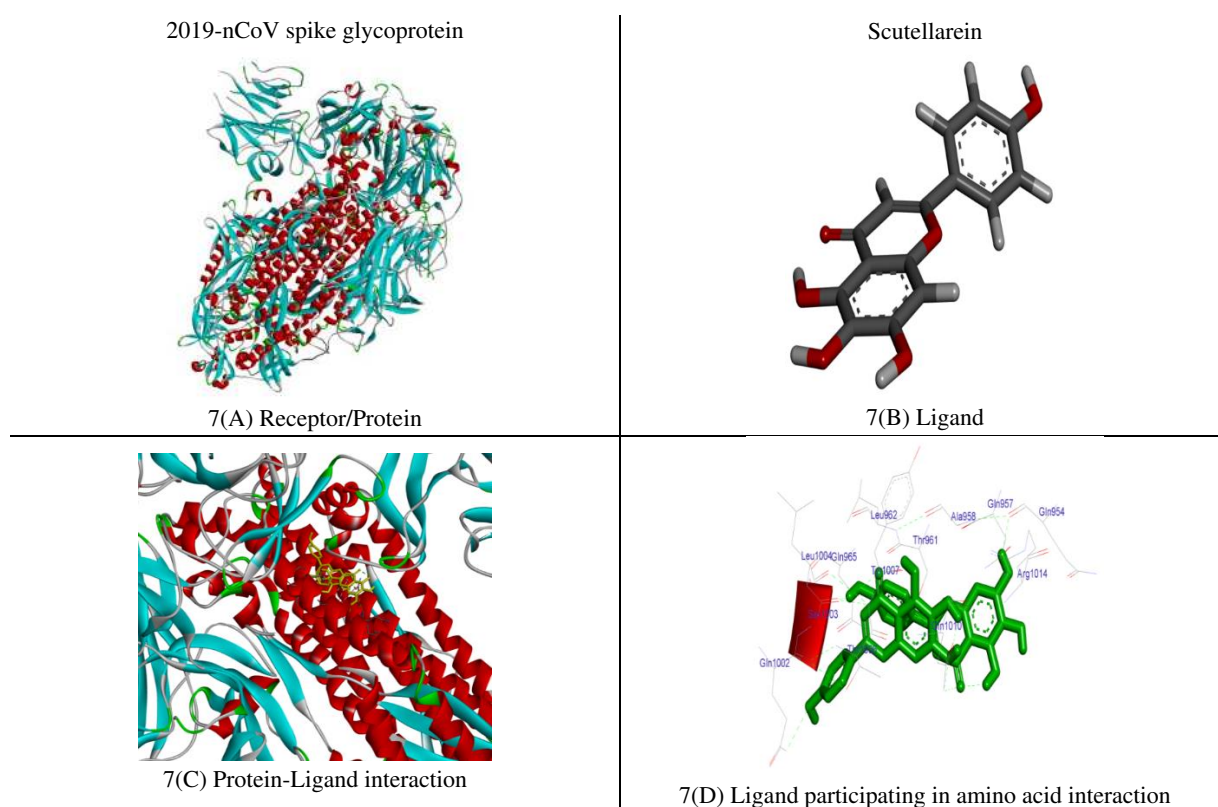 2019-nCoV spike glycoprotein
Scutellarein
7(A) Receptor/Protein
7(B) Ligand
Leu962
Ala958
Gln957
Gln954
Thr961
Leu1004
Gln965
Arg1014
Gln1002
7(C) Protein-Ligand interaction
7(D) Ligand participating in amino acid interaction